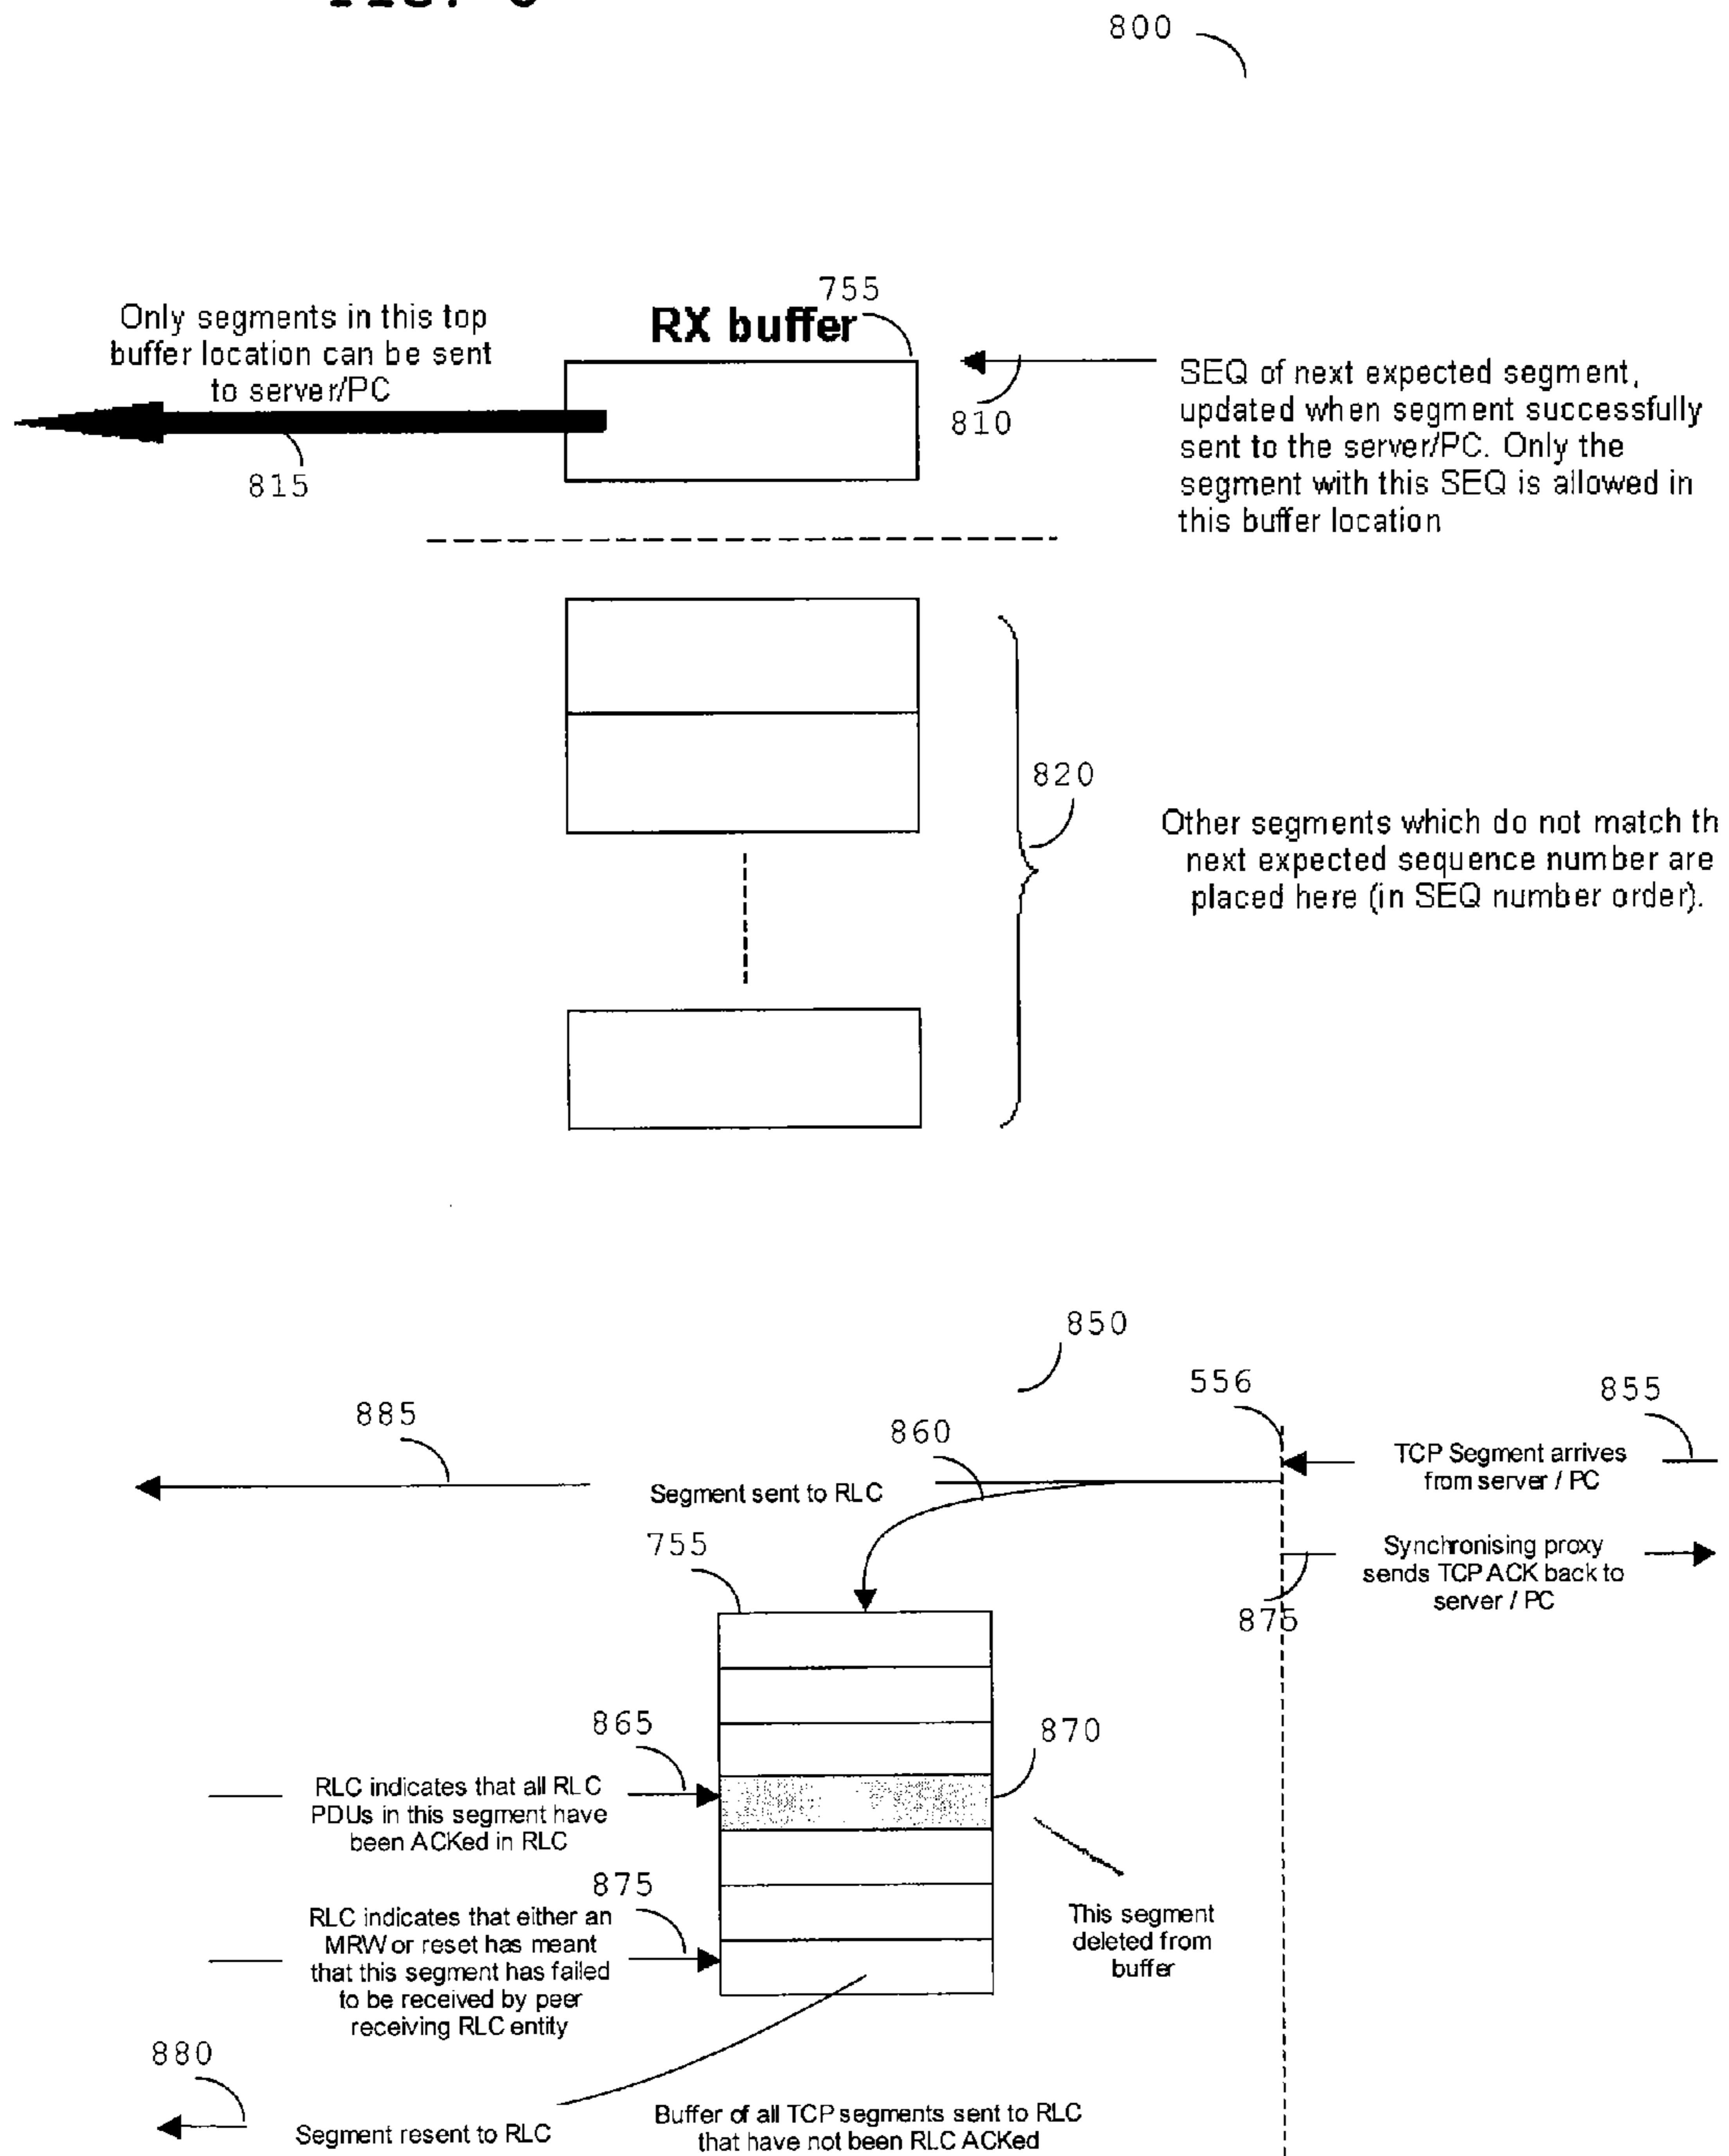 800
755
RX buffer
Only segments in this top
buffer location can be sent
to server/PC
815
810
SEQ of next expected segment,
updated when segment successfully
sent to the server/PC. Only the
segment with this SEQ is allowed in
this buffer location
820
Other segments which do not match th
next expected sequence number are
placed here (in SEQ number order).
850
556
855
885
860
TCP Segment arrives
from server / PC
Segment sent to RLC
755
Synchronising proxy
sends TCP ACK back to
server / PC
875
865
870
RLC indicates that all RLC
PDUs in this segment have
been ACKed in RLC
875
RLC indicates that either an
MRW or reset has meant
that this segment has failed
to be received by peer
receiving RLC entity
This segment
deleted from
buffer
880
Segment resent to RLC
Buffer of all TCP segments sent to RLC
that have not been RLC ACKed